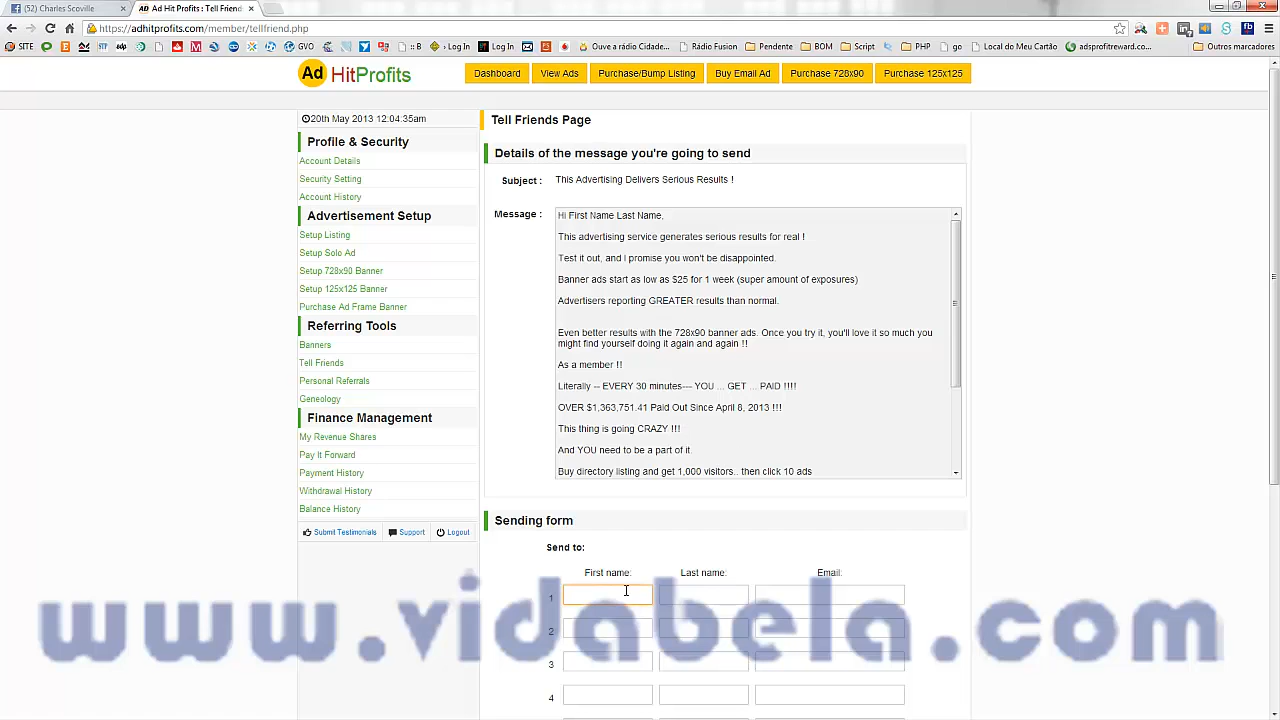 (52) Charles Scoville
Ad Hit Profits : Tell Friend
https://adhitprofits.com/member/tellfriend.php
SITE
GVO
:: 8
Log In
Log In
Ouve a rádio Cidade...
Rádio Fusion
Pendente
BOM
Script
PHP
go
Local do Meu Cartão
adsprofitreward.co...
Outros marcadores
Ad HitProfits
Dashboard
View Ads
Purchase/Bump Listing
Buy Email Ad
Purchase 728x90
Purchase 125x125
20th May 2013 12:04:35am
Profile & Security
Account Details
Security Setting
Account History
Advertisement Setup
Setup Listing
Setup Solo Ad
Setup 728x90 Banner
Setup 125x125 Banner
Purchase Ad Frame Banner
Referring Tools
Banners
Tell Friends
Personal Referrals
Geneology
Finance Management
My Revenue Shares
Pay It Forward
Payment History
Withdrawal History
Balance History
Submit Testimonials
Support
Logout
Tell Friends Page
Details of the message you're going to send
Subject : This Advertising Delivers Serious Results !
Message : Hi First Name Last Name,
This advertising service generates serious results for real !
Test it out, and I promise you won't be disappointed.
Banner ads start as low as $25 for 1 week (super amount of exposures)
Advertisers reporting GREATER results than normal.
Even better results with the 728x90 banner ads. Once you try it, you'll love it so much you
might find yourself doing it again and again !!
As a member !!
Literally -- EVERY 30 minutes--- YOU ... GET ... PAID !!!!
OVER $1,363,751.41 Paid Out Since April 8, 2013 !!!
This thing is going CRAZY !!!
And YOU need to be a part of it.
Buy directory listing and get 1,000 visitors.. then click 10 ads
Sending form
Send to:
First name: Last name: Email:
1
2
3
4
www.vidabela.com